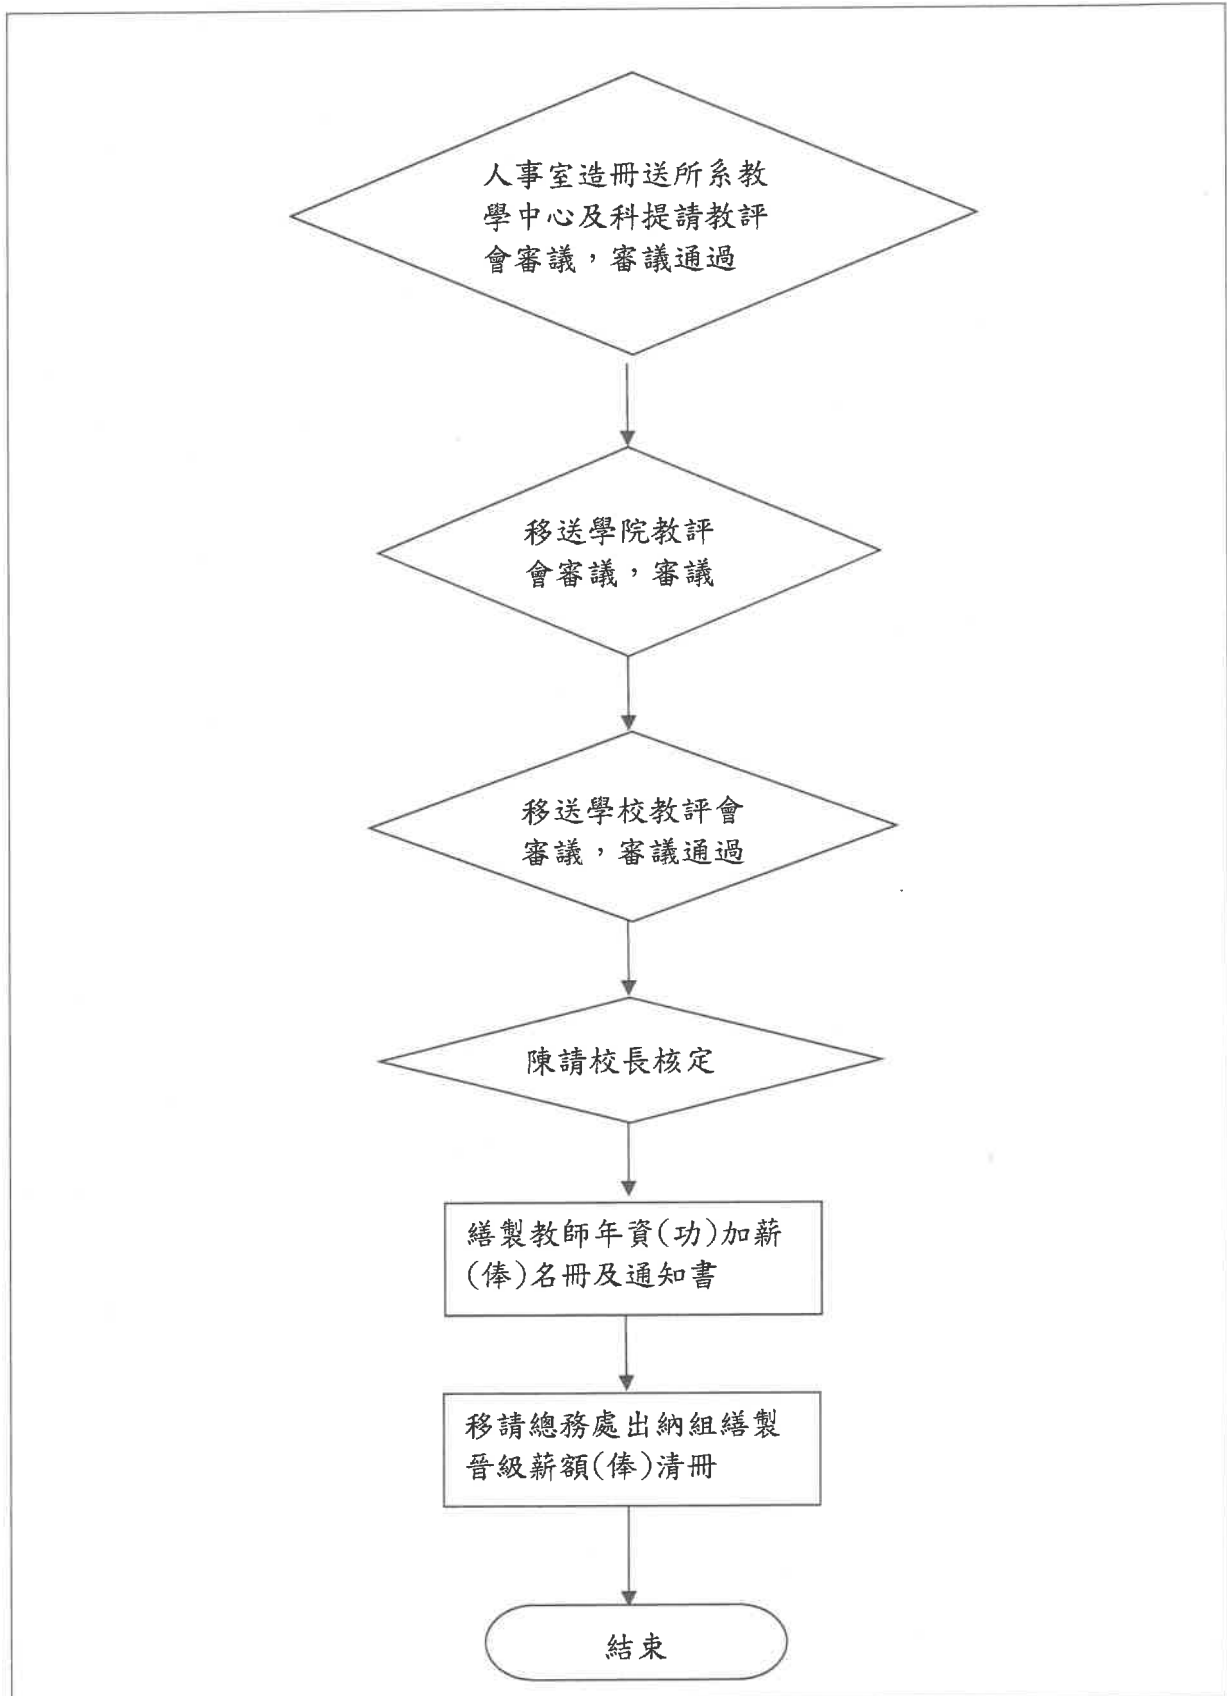 人事室造冊送所系教
學中心及科提請教評
會審議，審議通過
移送學院教評
會審議，審議
移送學校教評會
審議，審議通過
陳請校長核定
繕製教師年資(功)加薪
(俸)名冊及通知書
移請總務處出納組繕製
晉級薪額(俸)清冊
結束